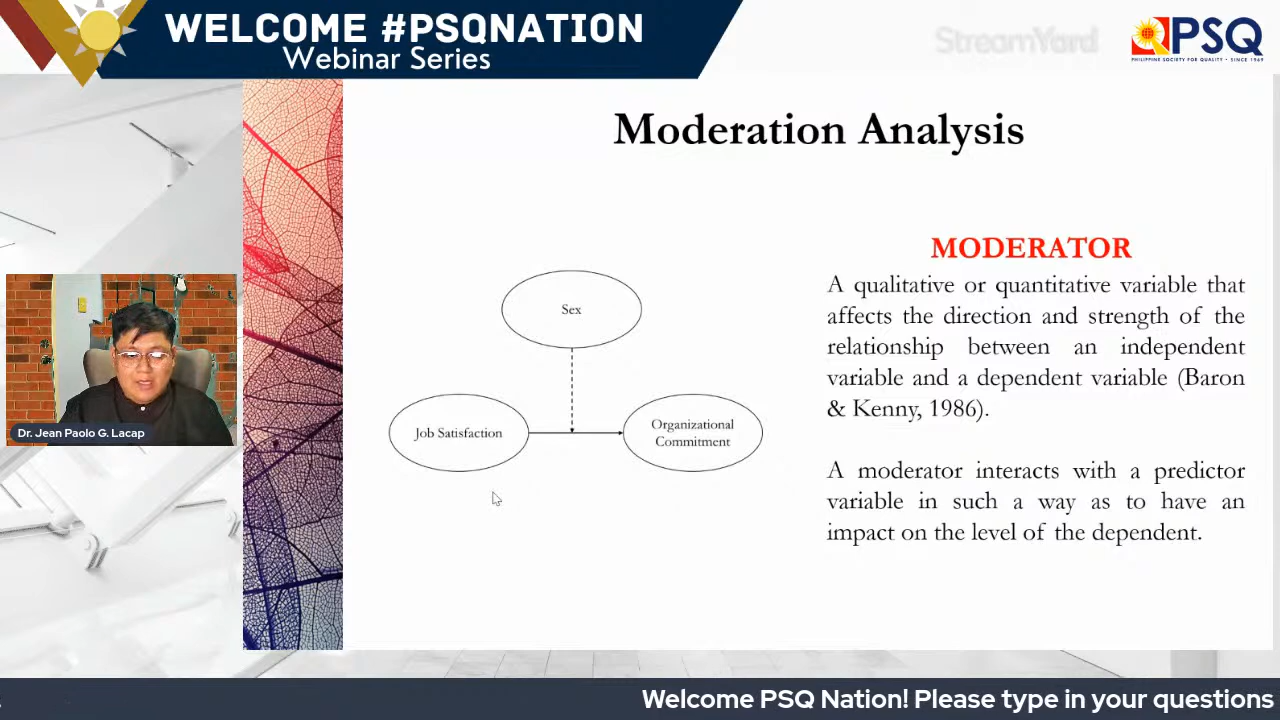 WELCOME #PSQNATION
Webinar Series
StreamYard
PSQ
PHILIPPINE SOCIETY FOR QUALITY • SINCE 1969
Moderation Analysis
MODERATOR
A qualitative or quantitative variable that
affects the direction and strength of the
relationship between an independent
variable and a dependent variable (Baron
& Kenny, 1986).
A moderator interacts with a predictor
variable in such a way as to have an
impact on the level of the dependent.
Sex
Job Satisfaction
Organizational
Commitment
Dr. Jean Paolo G. Lacap
Welcome PSQ Nation! Please type in your questions